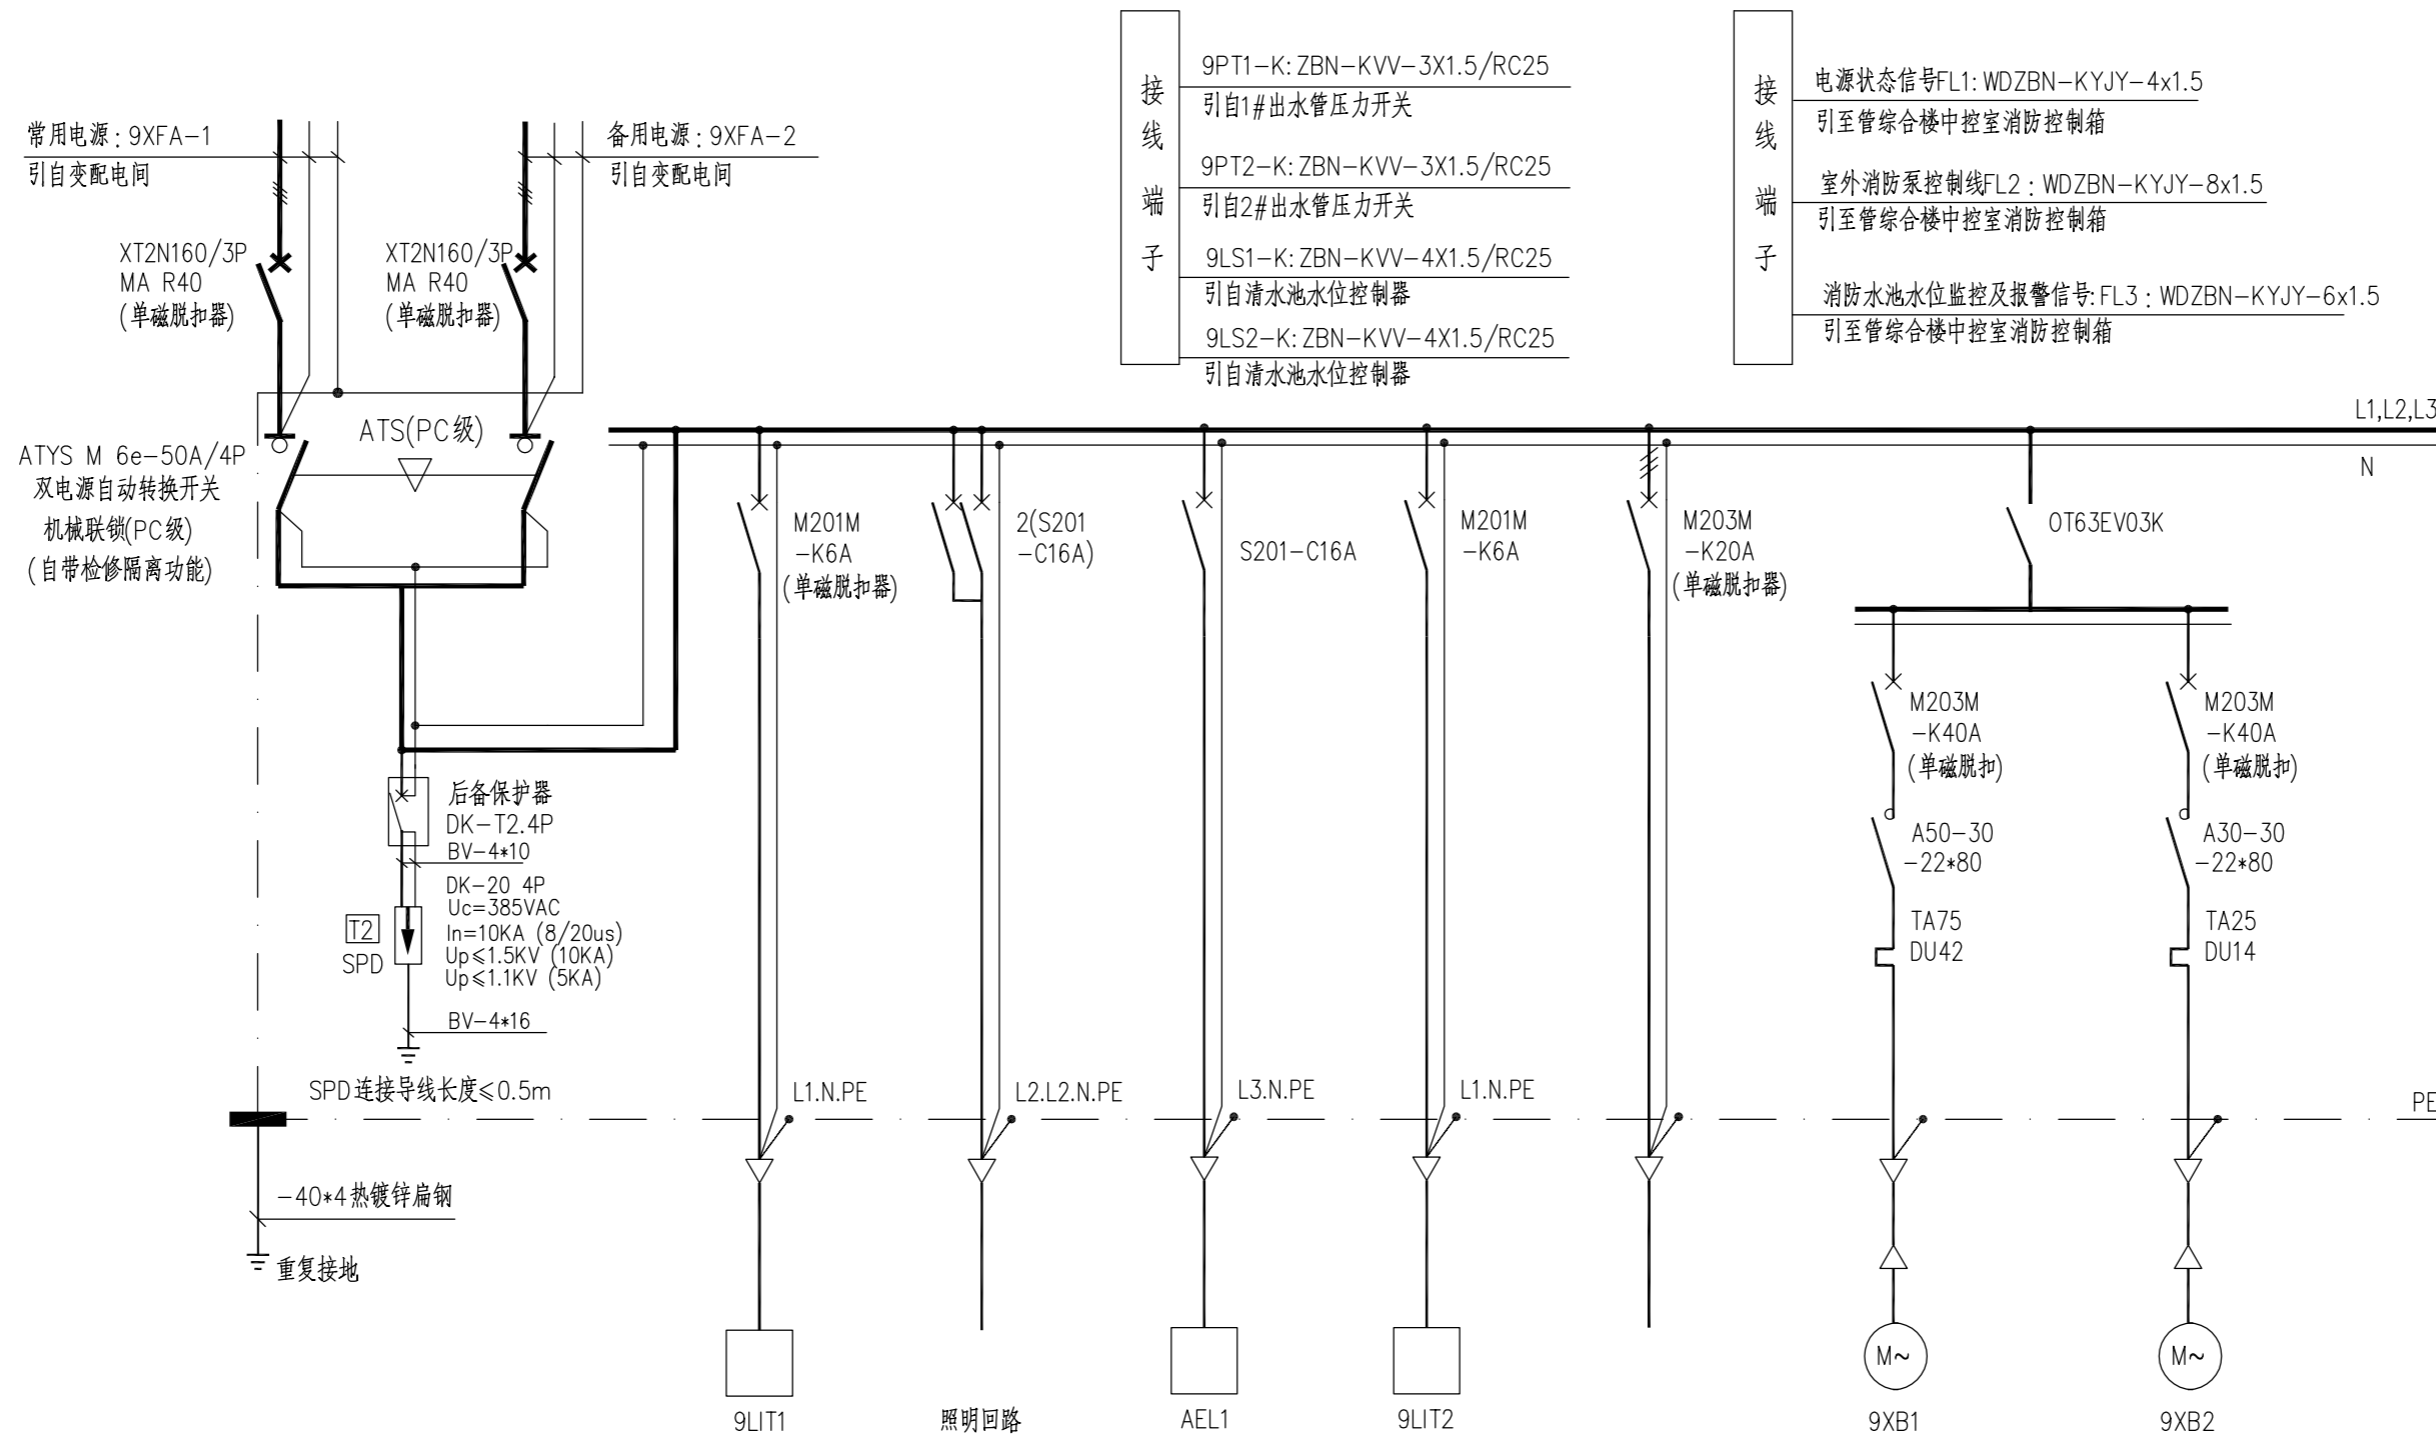 接线端子
9PT1-K:ZBN-KVV-3X1.5/RC25
引自1#出水管压力开关
9PT2-K:ZBN-KVV-3X1.5/RC25
引自2#出水管压力开关
9LS1-K:ZBN-KVV-4X1.5/RC25
引自清水池水位控制器
9LS2-K:ZBN-KVV-4X1.5/RC25
引自清水池水位控制器
接线端子
电源状态信号FL1:WDZBN-KYJY-4x1.5
引至管综合楼中控室消防控制箱
室外消防泵控制线FL2:WDZBN-KYJY-8x1.5
引至管综合楼中控室消防控制箱
消防水池水位监控及报警信号:FL3:WDZBN-KYJY-6x1.5
引至管综合楼中控室消防控制箱
常用电源:9XFA-1
引自变配电间
备用电源:9XFA-2
引自变配电间
XT2N160/3P
MA R40
(单磁脱扣器)
XT2N160/3P
MA R40
(单磁脱扣器)
ATS(PC级)
ATYS M 6e-50A/4P
双电源自动转换开关
机械联锁(PC级)
(自带检修隔离功能)
L1,L2,L3
N
M201M
-K6A
(单磁脱扣器)
2(S201
-C16A)
S201-C16A
M201M
-K6A
M203M
-K20A
(单磁脱扣器)
OT63EV03K
M203M
-K40A
(单磁脱扣)
M203M
-K40A
(单磁脱扣)
后备保护器
DK-T2.4P
BV-4*10
DK-20 4P
Uc=385VAC
In=10KA (8/20us)
Up≤1.5KV (10KA)
Up≤1.1KV (5KA)
T2
SPD
BV-4*16
A50-30
-22*80
A30-30
-22*80
TA75
DU42
TA25
DU14
SPD连接导线长度≤0.5m
L1.N.PE
L2.L2.N.PE
L3.N.PE
L1.N.PE
PE
-40*4热镀锌扁钢
重复接地
M~
M~
9LIT1
照明回路
AEL1
9LIT2
9XB1
9XB2